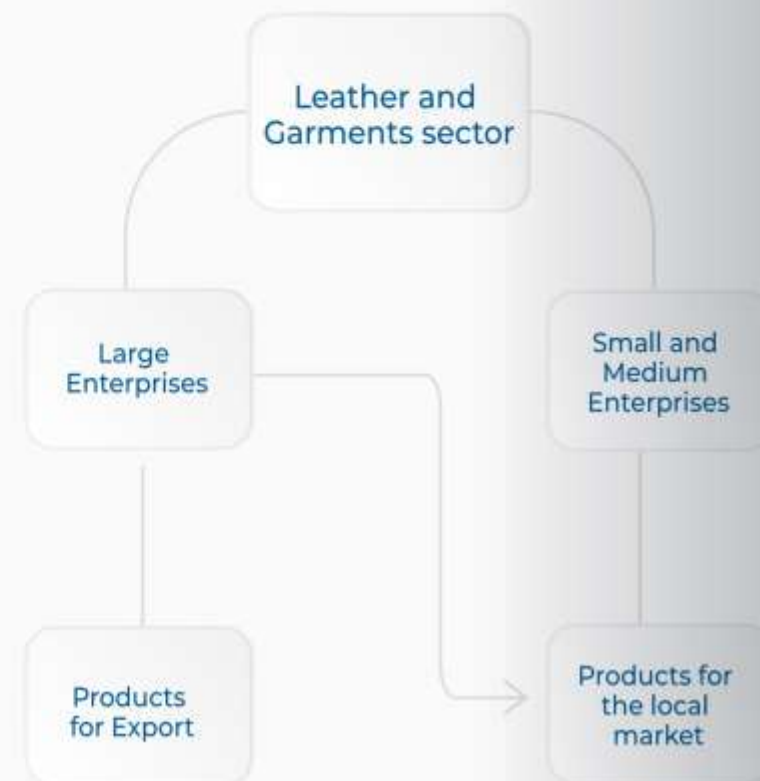 Leather and
Garments sector
Large
Enterprises
Small and
Medium
Enterprises
Products
for Export
Products for
the local
market